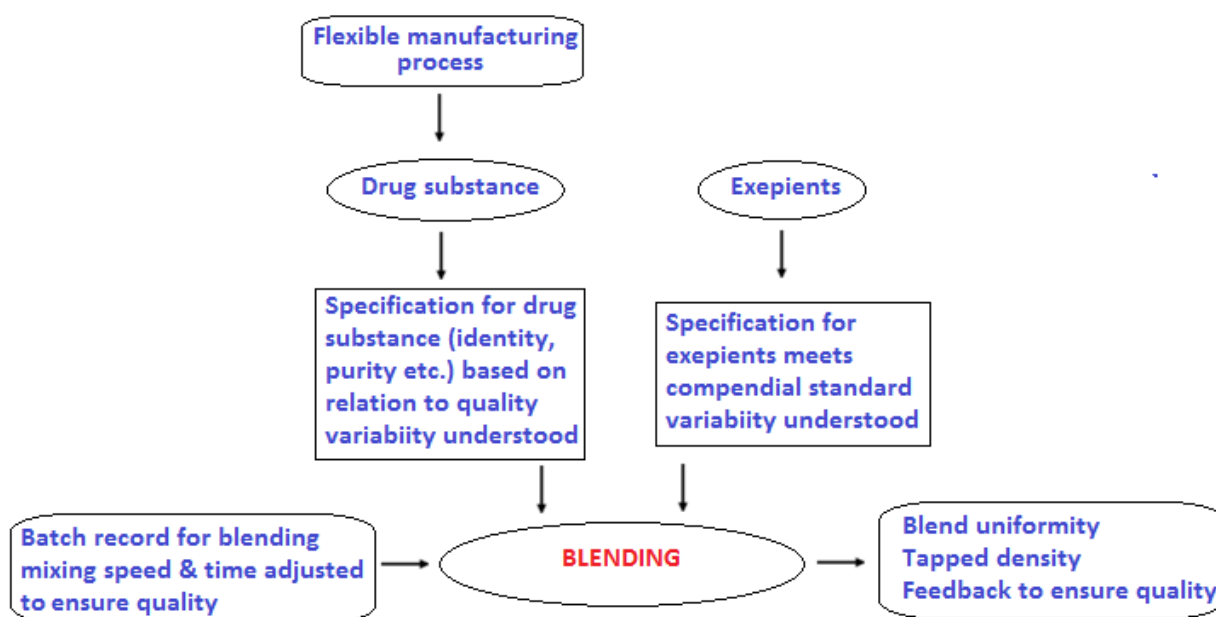 Flexible manufacturing
process
Drug substance
Exepients
Specification for drug
substance (identity,
purity etc.) based on
relation to quality
variabiity understood
Specification for
exepients meets
compendial standard
variabiity understood
Batch record for blending
mixing speed & time adjusted
to ensure quality
BLENDING
Blend uniformity
Tapped density
Feedback to ensure quality